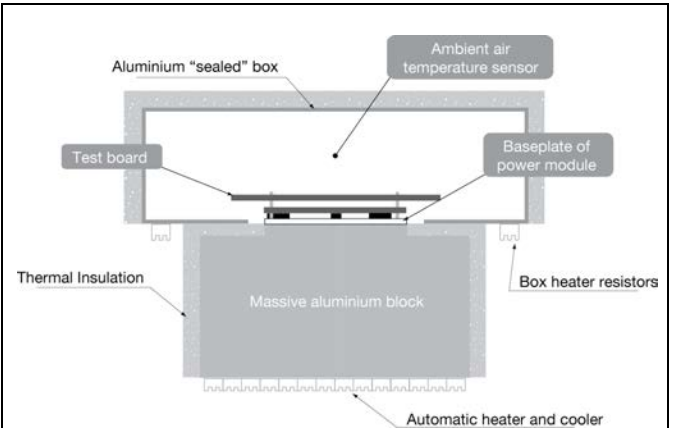 Ambient air
temperature sensor
Aluminium “sealed” box
Test board
Baseplate of
power module
Thermal Insulation
Box heater resistors
Massive aluminium block
Automatic heater and cooler